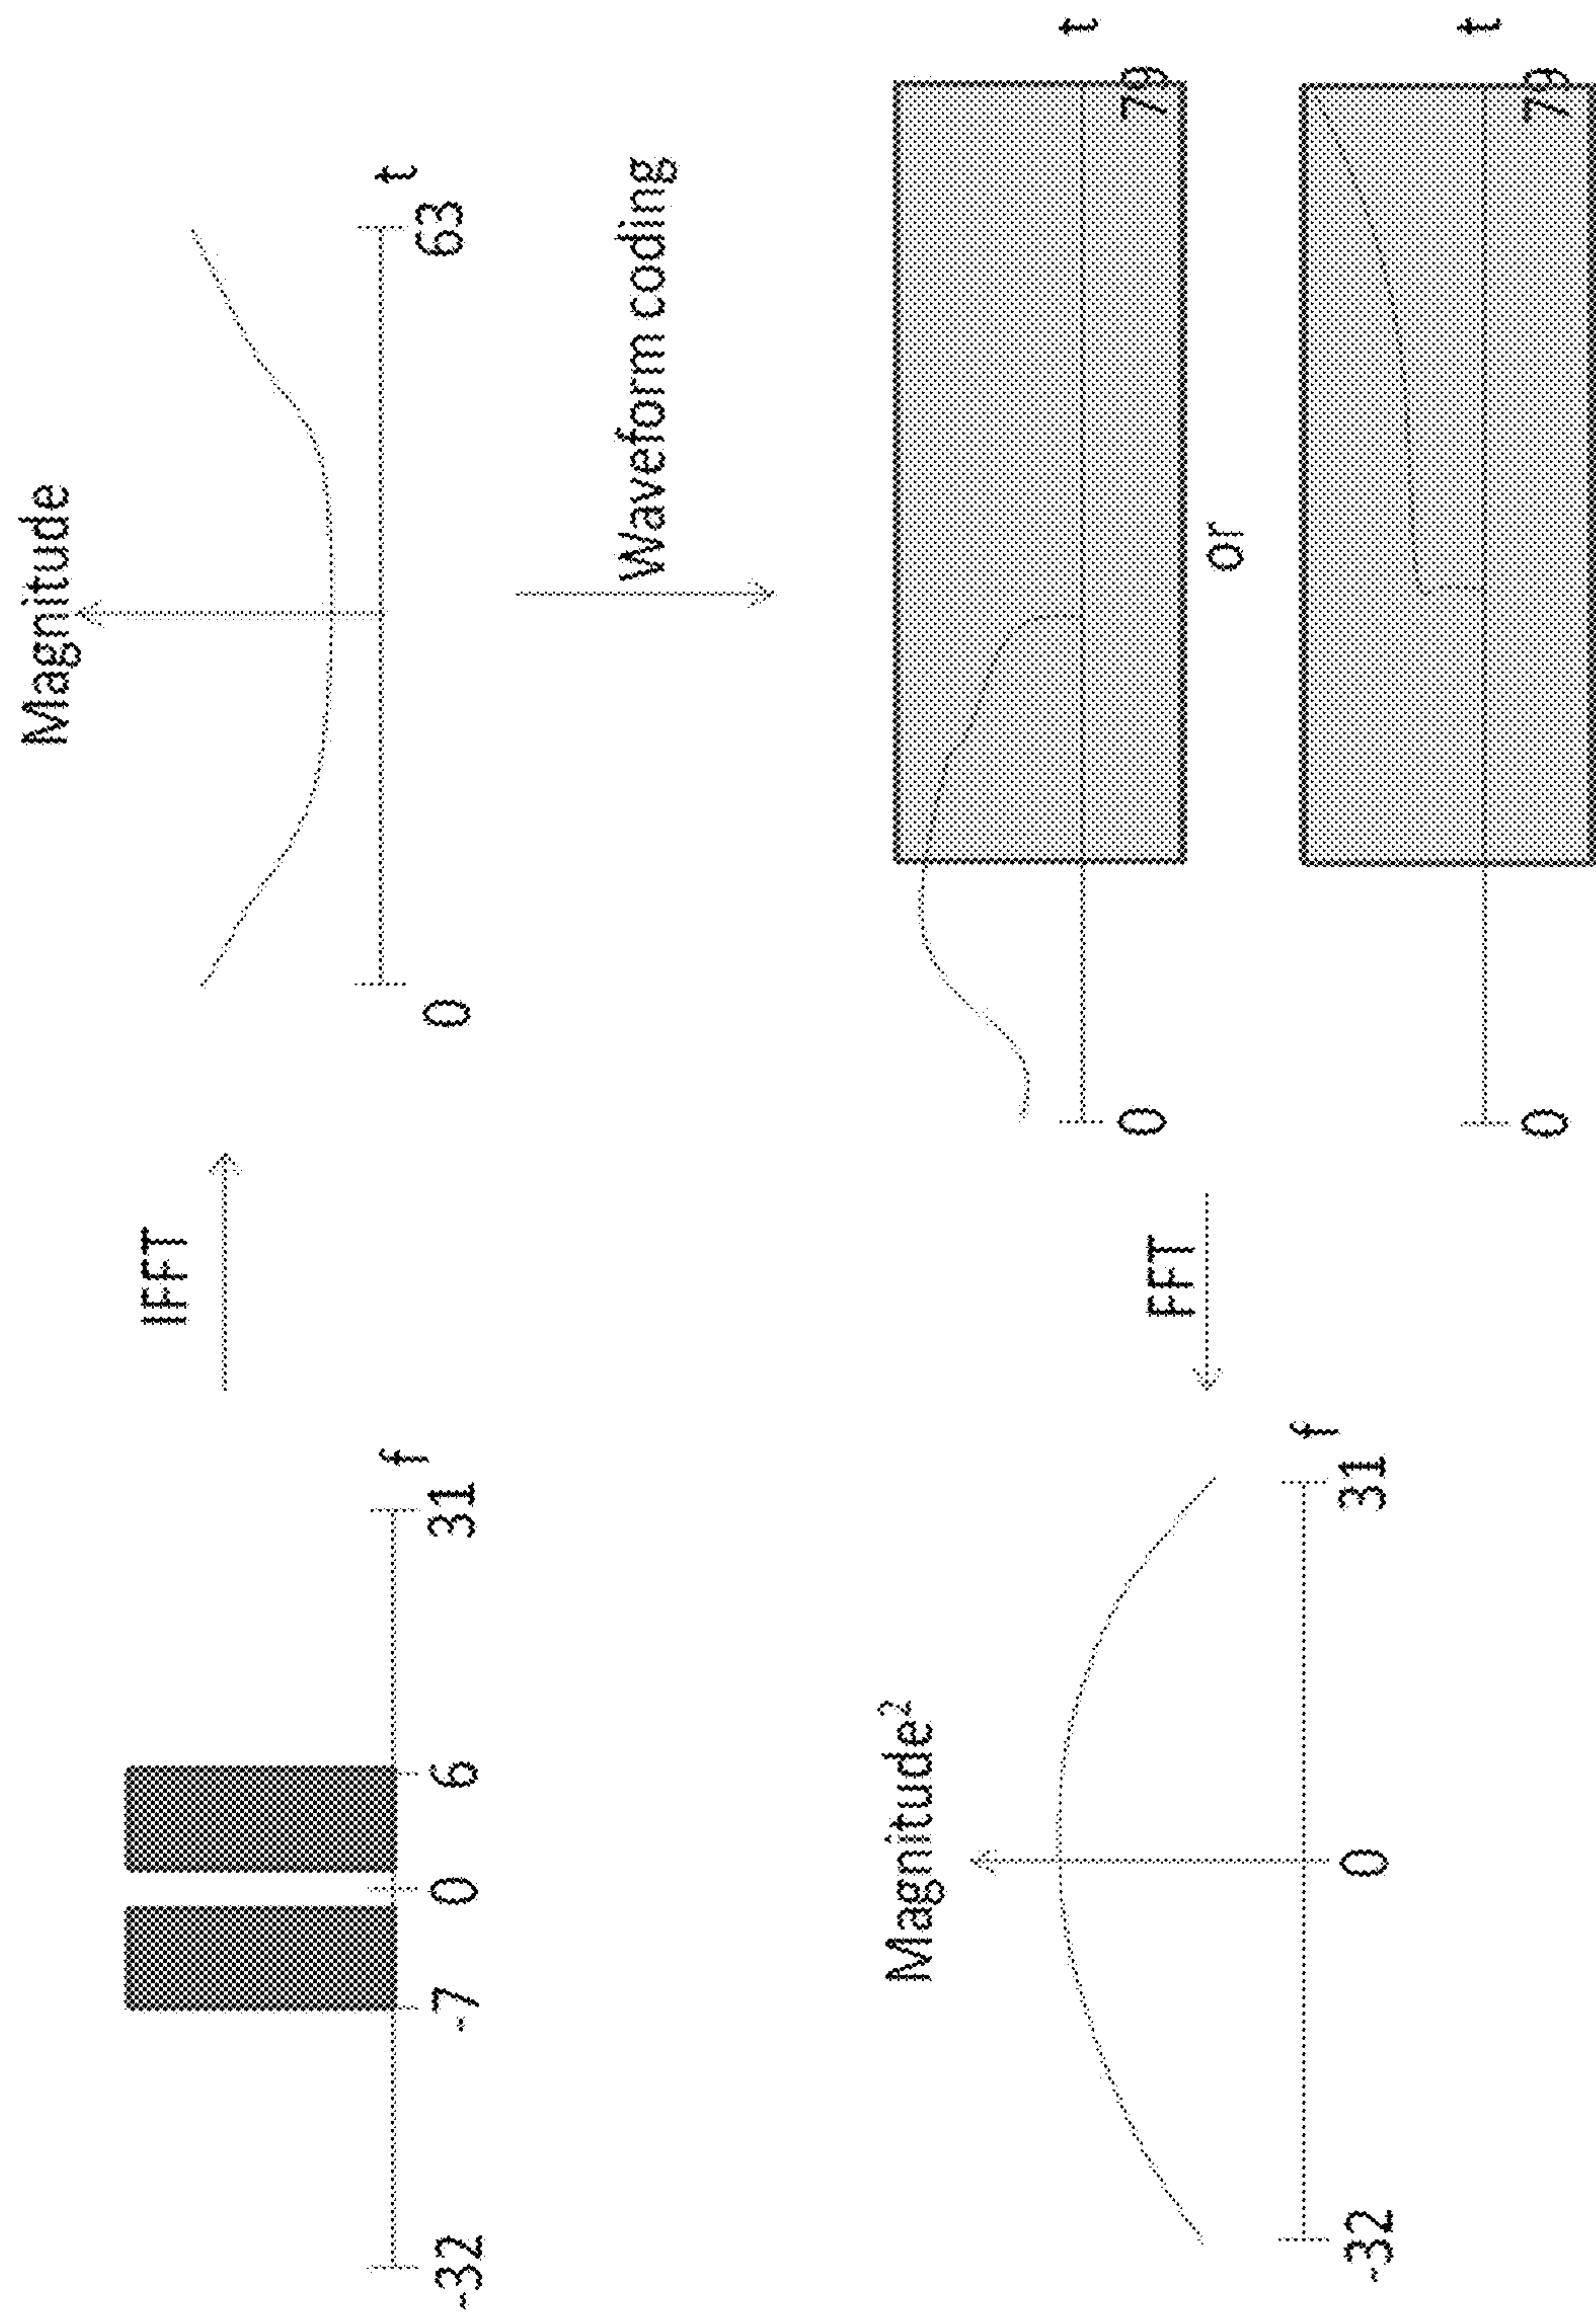 IFFT
f
-32
-7
0
6
31
Magnitude
t
0
63
Waveform coding
Magnitude²
f
-32
0
31
FFT
t
0
79
or
t
0
79